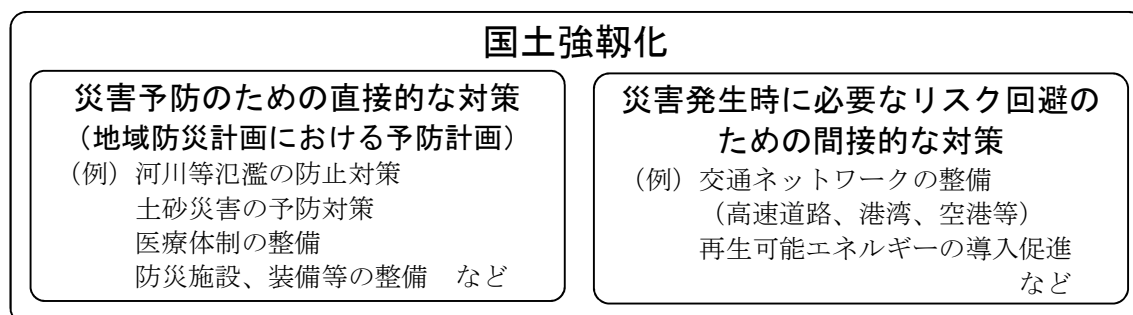 国土強靱化
災害予防のための直接的な対策
（地域防災計画における予防計画）
（例）河川等氾濫の防止対策
土砂災害の予防対策
医療体制の整備
防災施設、装備等の整備　など
災害発生時に必要なリスク回避の
ための間接的な対策
（例）交通ネットワークの整備
（高速道路、港湾、空港等）
再生可能エネルギーの導入促進
など